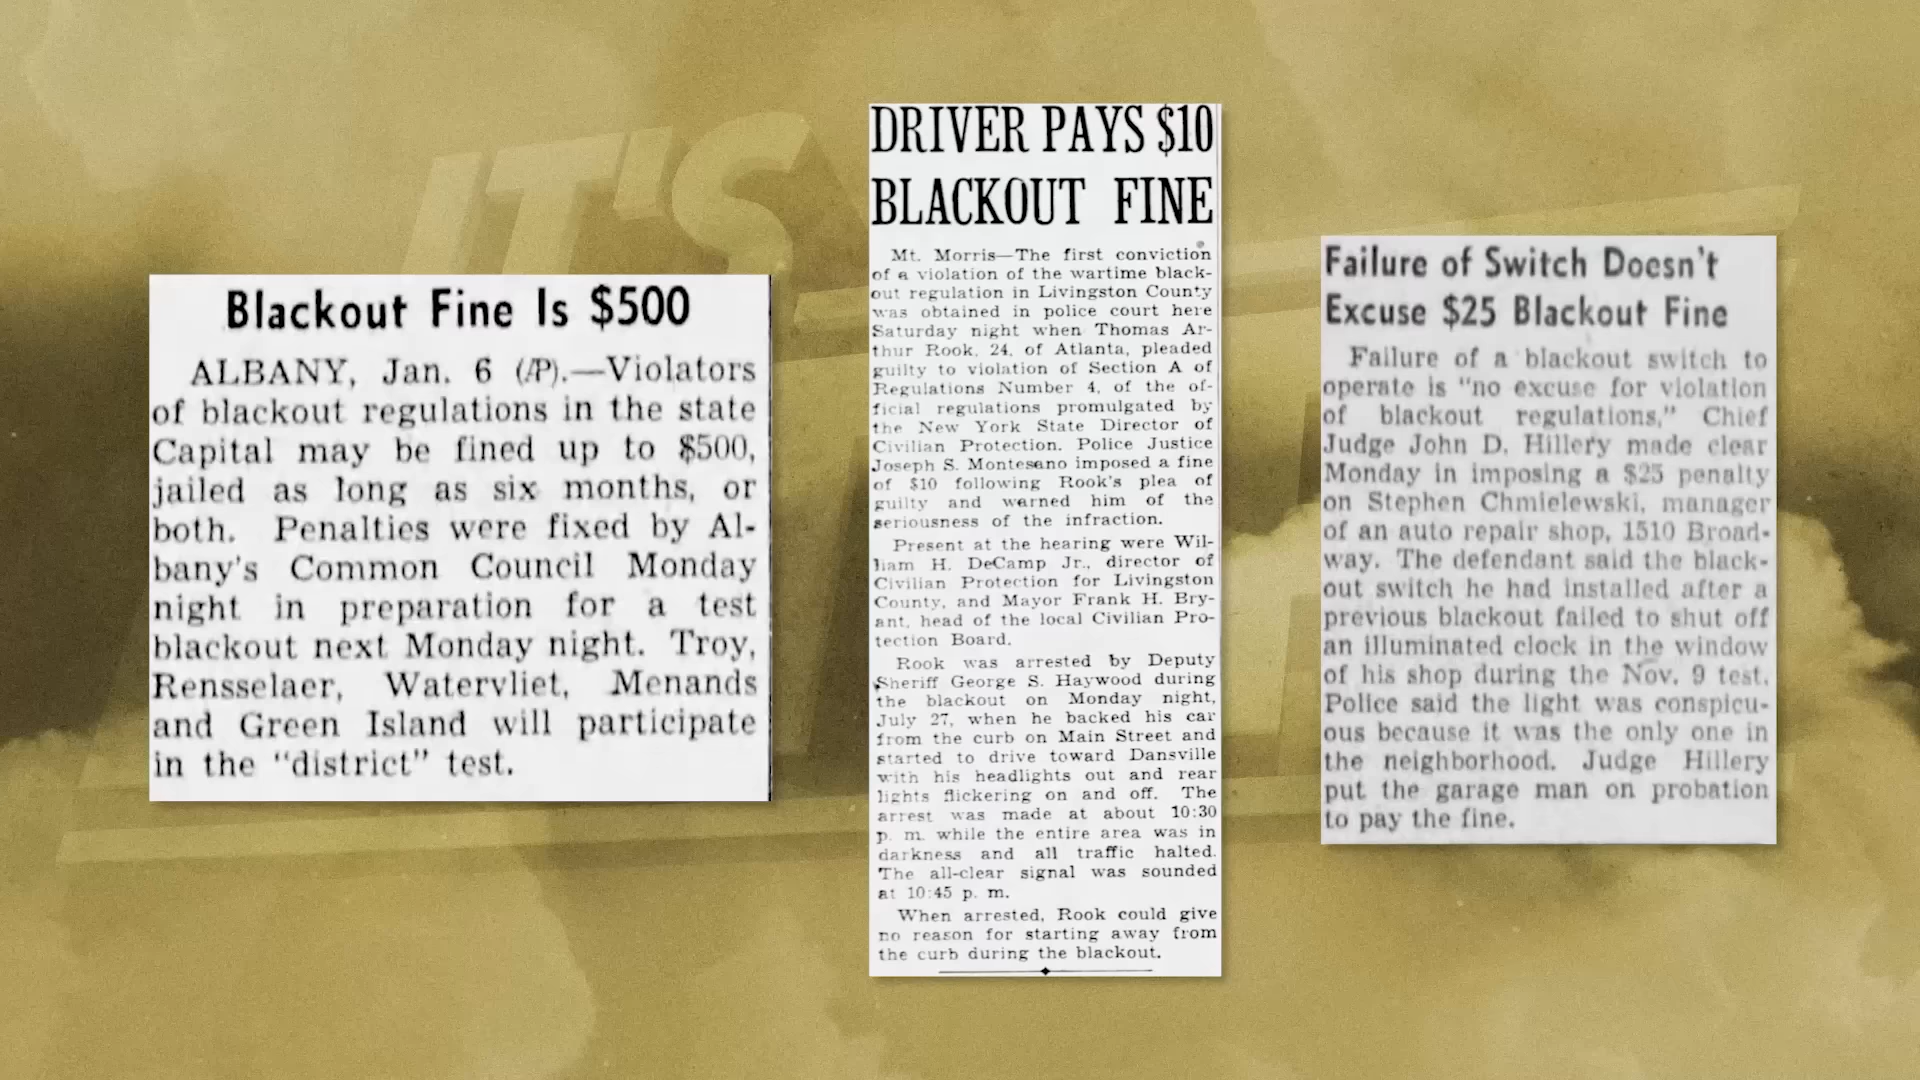 IT'S
Blackout Fine Is $500
ALBANY, Jan. 6 (AP).—Violators
of blackout regulations in the state
Capital may be fined up to $500,
jailed as long as six months, or
both. Penalties were fixed by Al-
bany's Common Council Monday
night in preparation for a test
blackout next Monday night. Troy,
Rensselaer, Watervliet, Menands
and Green Island will participate
in the "district" test.
DRIVER PAYS $10
BLACKOUT FINE
Mt. Morris—The first conviction
of a violation of the wartime black-
out regulation in Livingston County
was obtained in police court here
Saturday night when Thomas Ar-
thur Rook, 24, of Atlanta, pleaded
guilty to violation of Section A of
Regulations Number 4, of the of-
ficial regulations promulgated by
the New York State Director of
Civilian Protection. Police Justice
Joseph S. Montesano imposed a fine
of $10 following Rook's plea of
guilty and warned him of the
seriousness of the infraction.
Present at the hearing were Wil-
liam H. DeCamp Jr., director of
Civilian Protection for Livingston
County, and Mayor Frank H. Bry-
ant, head of the local Civilian Pro-
tection Board.
Rook was arrested by Deputy
Sheriff George S. Haywood during
the blackout on Monday night,
July 27, when he backed his car
from the curb on Main Street and
started to drive toward Dansville
with his headlights out and rear
lights flickering on and off. The
arrest was made at about 10:30
p. m. while the entire area was in
darkness and all traffic halted.
The all-clear signal was sounded
at 10:45 p. m.
When arrested, Rook could give
no reason for starting away from
the curb during the blackout.
Failure of Switch Doesn't
Excuse $25 Blackout Fine
Failure of a blackout switch to
operate is "no excuse for violation
of blackout regulations," Chief
Judge John D. Hillery made clear
Monday in imposing a $25 penalty
on Stephen Chmielewski, manager
of an auto repair shop, 1510 Broad-
way. The defendant said the black-
out switch he had installed after a
previous blackout failed to shut off
an illuminated clock in the window
of his shop during the Nov. 9 test.
Police said the light was conspicu-
ous because it was the only one in
the neighborhood. Judge Hillery
put the garage man on probation
to pay the fine.